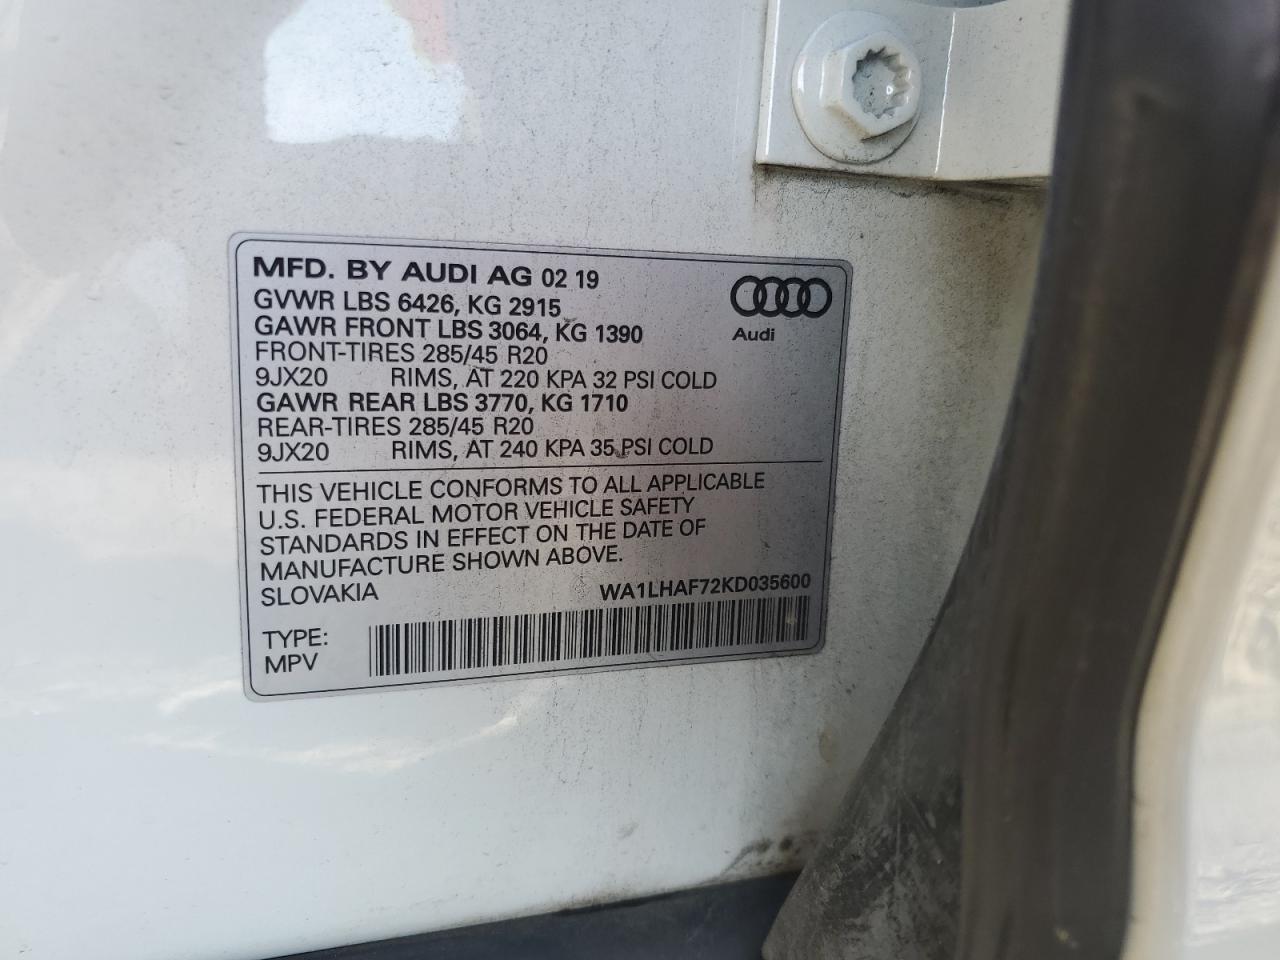 MFD. BY AUDI AG 02 19
GVWR LBS 6426, KG 2915
GAWR FRONT LBS 3064, KG 1390
FRONT-TIRES 285/45 R20
9JX20 RIMS, AT 220 KPA 32 PSI COLD
GAWR REAR LBS 3770, KG 1710
REAR-TIRES 285/45 R20
9JX20 RIMS, AT 240 KPA 35 PSI COLD
Audi
THIS VEHICLE CONFORMS TO ALL APPLICABLE
U.S. FEDERAL MOTOR VEHICLE SAFETY
STANDARDS IN EFFECT ON THE DATE OF
MANUFACTURE SHOWN ABOVE.
SLOVAKIA WA1LHAF72KD035600
TYPE:
MPV